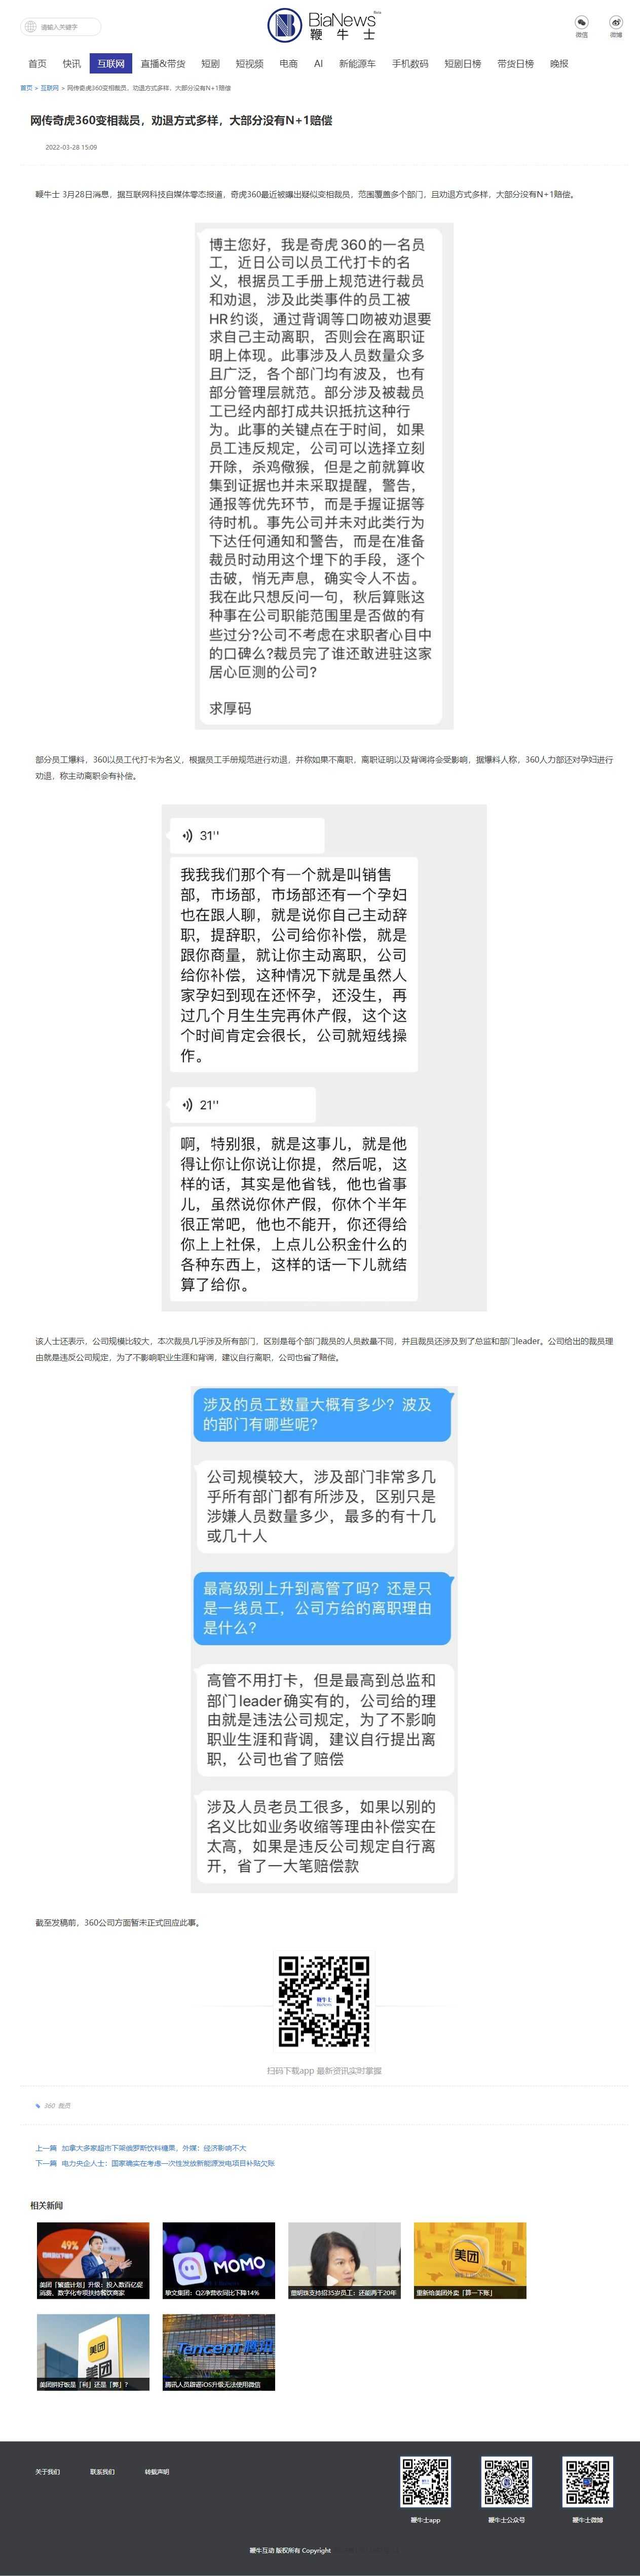 请输入关键字
BiaNews
Beta
鞭牛士
微信
微博
首页 快讯 互联网 直播&带货 短剧 短视频 电商 AI 新能源车 手机数码 短剧日榜 带货日榜 晚报
首页 > 互联网 > 网传奇虎360变相裁员，劝退方式多样，大部分没有N+1赔偿
网传奇虎360变相裁员，劝退方式多样，大部分没有N+1赔偿
2022-03-28 15:09
鞭牛士 3月28日消息，据互联网科技自媒体零态报道，奇虎360最近被曝出疑似变相裁员，范围覆盖多个部门，且劝退方式多样，大部分没有N+1赔偿。
博主您好，我是奇虎360的一名员
工，近日公司以员工代打卡的名
义，根据员工手册上规范进行裁员
和劝退，涉及此类事件的员工被
HR约谈，通过背调等口吻被劝退要
求自己主动离职，否则会在离职证
明上体现。此事涉及人员数量众多
且广泛，各个部门均有波及，也有
部分管理层就范。部分涉及被裁员
工已经内部打成共识抵抗这种行
为。此事的关键点在于时间，如果
员工违反规定，公司可以选择立刻
开除，杀鸡儆猴，但是之前就算收
集到证据也并未采取提醒，警告，
通报等优先环节，而是手握证据等
待时机。事先公司并未对此类行为
下达任何通知和警告，而是在准备
裁员时动用这个埋下的手段，逐个
击破，悄无声息，确实令人不齿。
我在此只想反问一句，秋后算账这
种事在公司职能范围里是否做的有
些过分?公司不考虑在求职者心目中
的口碑么?裁员完了谁还敢进驻这家
居心叵测的公司?
求厚码
部分员工爆料，360以员工代打卡为名义，根据员工手册规范进行劝退，并称如果不离职，离职证明以及背调将会受影响，据爆料人称，360人力部还对孕妇进行
劝退，称主动离职会有补偿。
31''
我我我们那个有一个就是叫销售
部，市场部，市场部还有一个孕妇
也在跟人聊，就是说你自己主动辞
职，提辞职，公司给你补偿，就是
跟你商量，就让你主动离职，公司
给你补偿，这种情况下就是虽然人
家孕妇到现在还怀孕，还没生，再
过几个月生生完再休产假，这个这
个时间肯定会很长，公司就短线操
作。
21''
啊，特别狠，就是这事儿，就是他
得让你让你说让你提，然后呢，这
样的话，其实是他省钱，他也省事
儿，虽然说你休产假，你休个半年
很正常吧，他也不能开，你还得给
你上上社保，上点儿公积金什么的
各种东西上，这样的话一下儿就结
算了给你。
该人士还表示，公司规模比较大，本次裁员几乎涉及所有部门，区别是每个部门裁员的人员数量不同，并且裁员还涉及到了总监和部门leader。公司给出的裁员理
由就是违反公司规定，为了不影响职业生涯和背调，建议自行离职，公司也省了赔偿。
涉及的员工数量大概有多少？波及
的部门有哪些呢？
公司规模较大，涉及部门非常多几
乎所有部门都有所涉及，区别只是
涉嫌人员数量多少，最多的有十几
或几十人
最高级别上升到高管了吗？还是只
是一线员工，公司方给的离职理由
是什么？
高管不用打卡，但是最高到总监和
部门leader确实有的，公司给的理
由就是违法公司规定，为了不影响
职业生涯和背调，建议自行提出离
职，公司也省了赔偿
涉及人员老员工很多，如果以别的
名义比如业务收缩等理由补偿实在
太高，如果是违反公司规定自行离
开，省了一大笔赔偿款
截至发稿前，360公司方面暂未正式回应此事。
鞭牛士
扫码下载app 最新资讯实时掌握
360 裁员
上一篇 加拿大多家超市下架俄罗斯饮料糖果，外媒：经济影响不大
下一篇 电力央企人士：国家确实在考虑一次性发放新能源发电项目补贴欠账
相关新闻
49%
美团「繁盛计划」升级：投入数百亿促
消费、数字化专项扶持餐饮商家
MOMO
挚文集团：Q2净营收同比下降14%
董明珠支持招35岁员工：还能再干20年
美团
重新给美团外卖「算一下账」
美团
美团
美团拼好饭是「利」还是「弊」？
Tencent 腾讯
腾讯人员辟谣iOS升级无法使用微信
关于我们 联系我们 转载声明
鞭牛士app
鞭牛士公众号
鞭牛士微博
鞭牛互动 版权所有 Copyright